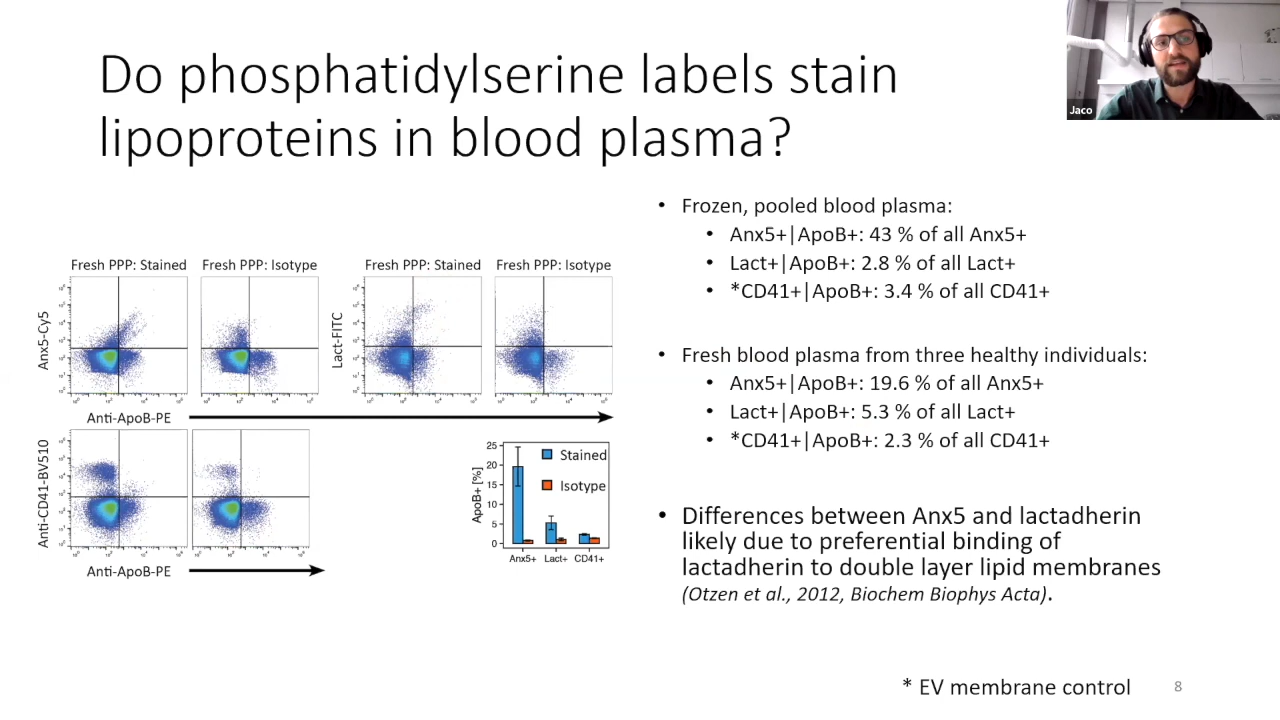 Jaco
Do phosphatidylserine labels stain
lipoproteins in blood plasma?
Fresh PPP: Stained
Fresh PPP: Isotype
Fresh PPP: Stained
Fresh PPP: Isotype
Anx5-Cy5
Lact-FITC
Anti-ApoB-PE
Anti-CD41-BV510
Anti-ApoB-PE
ApoB+ [%]
25
20
15
10
5
0
Stained
Isotype
Anx5+ Lact+ CD41+
• Frozen, pooled blood plasma:
• Anx5+|ApoB+: 43 % of all Anx5+
• Lact+|ApoB+: 2.8 % of all Lact+
• *CD41+|ApoB+: 3.4 % of all CD41+
• Fresh blood plasma from three healthy individuals:
• Anx5+|ApoB+: 19.6 % of all Anx5+
• Lact+|ApoB+: 5.3 % of all Lact+
• *CD41+|ApoB+: 2.3 % of all CD41+
• Differences between Anx5 and lactadherin
likely due to preferential binding of
lactadherin to double layer lipid membranes
(Otzen et al., 2012, Biochem Biophys Acta).
* EV membrane control
8